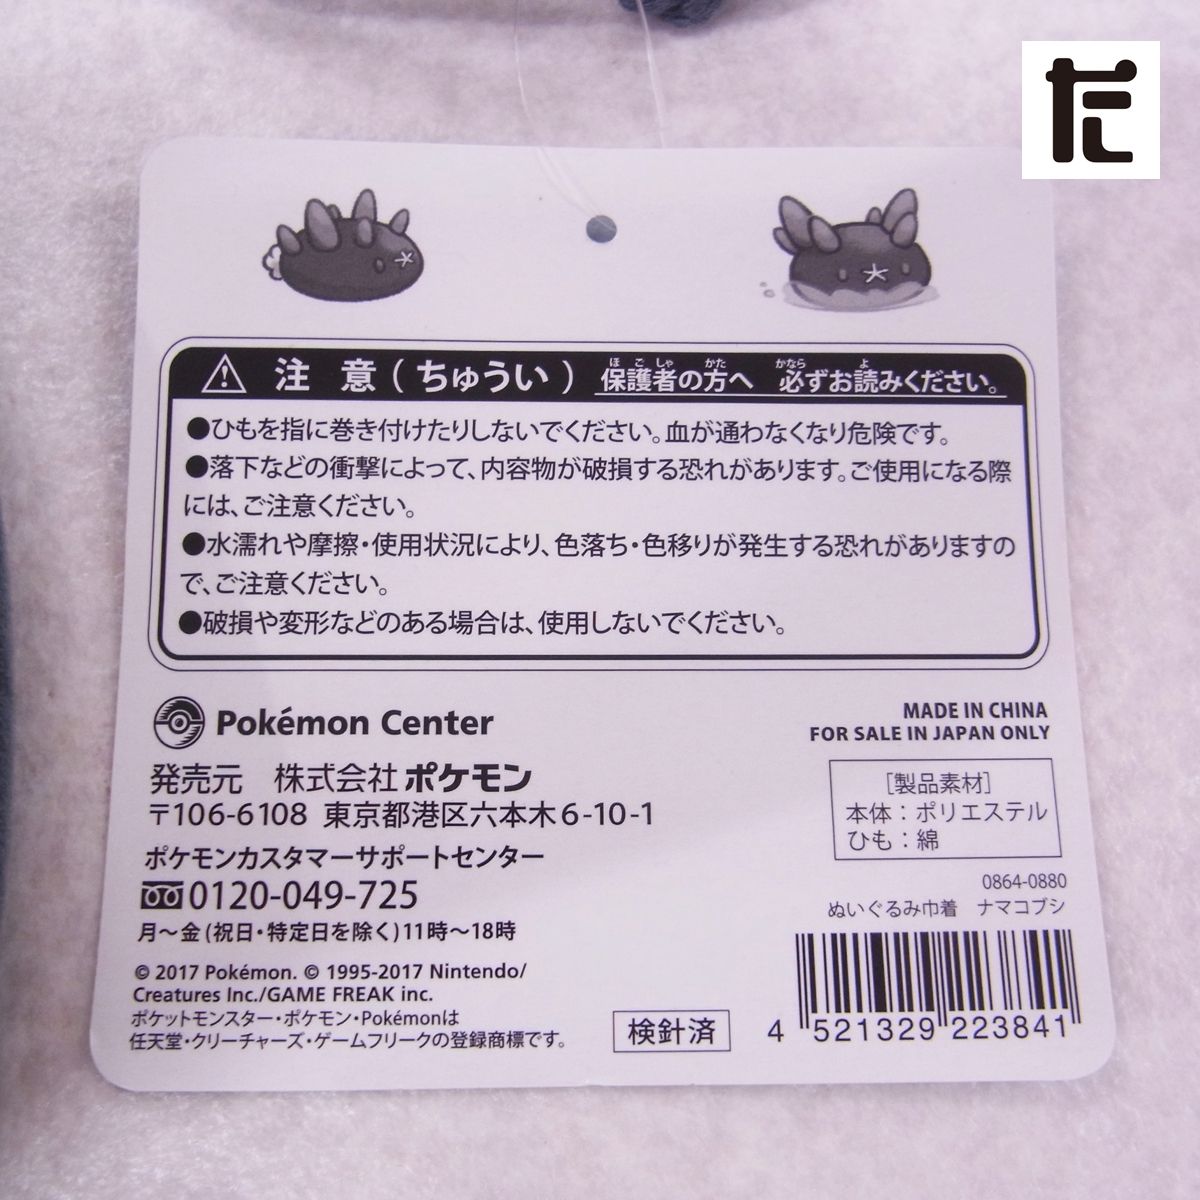 注 意(ちゅうい) 保護者の方へ 必ずお読みください。
●ひもを指に巻き付けたりしないでください。血が通わなくなり危険です。
●落下などの衝撃によって、内容物が破損する恐れがあります。ご使用になる際
には、ご注意ください。
●水濡れや摩擦・使用状況により、色落ち・色移りが発生する恐れがありますの
で、ご注意ください。
●破損や変形などのある場合は、使用しないでください。
Pokémon Center
発売元 株式会社ポケモン
〒106-6108 東京都港区六本木6-10-1
ポケモンカスタマーサポートセンター
0120-049-725
月〜金(祝日・特定日を除く)11時〜18時
© 2017 Pokémon. © 1995-2017 Nintendo/
Creatures Inc./GAME FREAK inc.
ポケットモンスター・ポケモン・Pokémonは
任天堂・クリーチャーズ・ゲームフリークの登録商標です。
検針済
MADE IN CHINA
FOR SALE IN JAPAN ONLY
[製品素材]
本体:ポリエステル
ひも:綿
0864-0880
ぬいぐるみ巾着 ナマコブシ
4 521329 223841